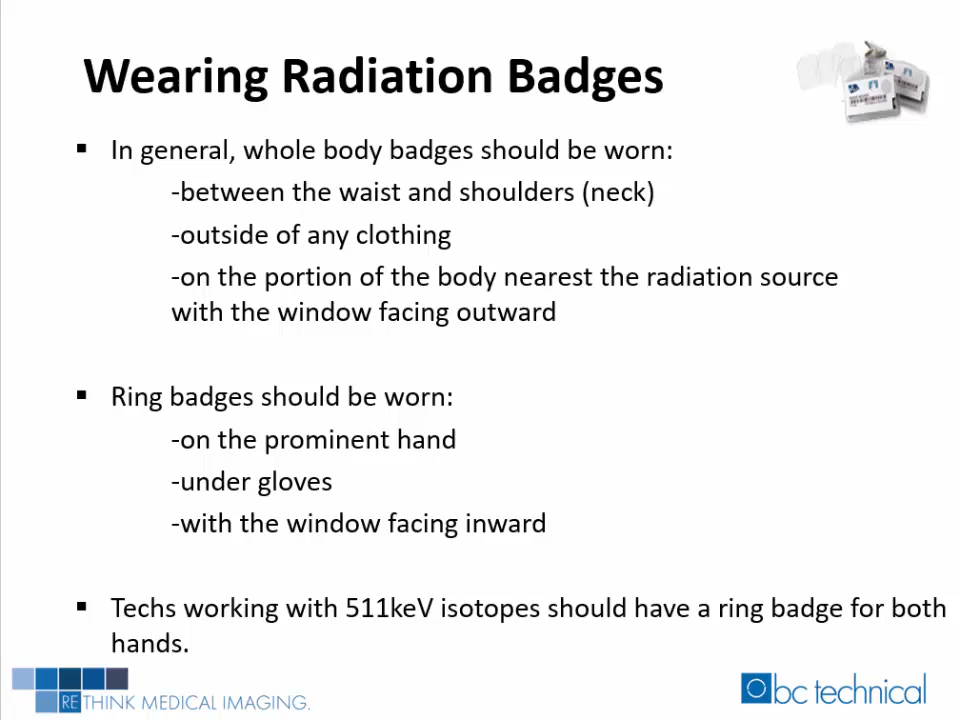 Wearing Radiation Badges
▪ In general, whole body badges should be worn:
-between the waist and shoulders (neck)
-outside of any clothing
-on the portion of the body nearest the radiation source
with the window facing outward
▪ Ring badges should be worn:
-on the prominent hand
-under gloves
-with the window facing inward
▪ Techs working with 511keV isotopes should have a ring badge for both
hands.
RETHINK MEDICAL IMAGING.
bc technical